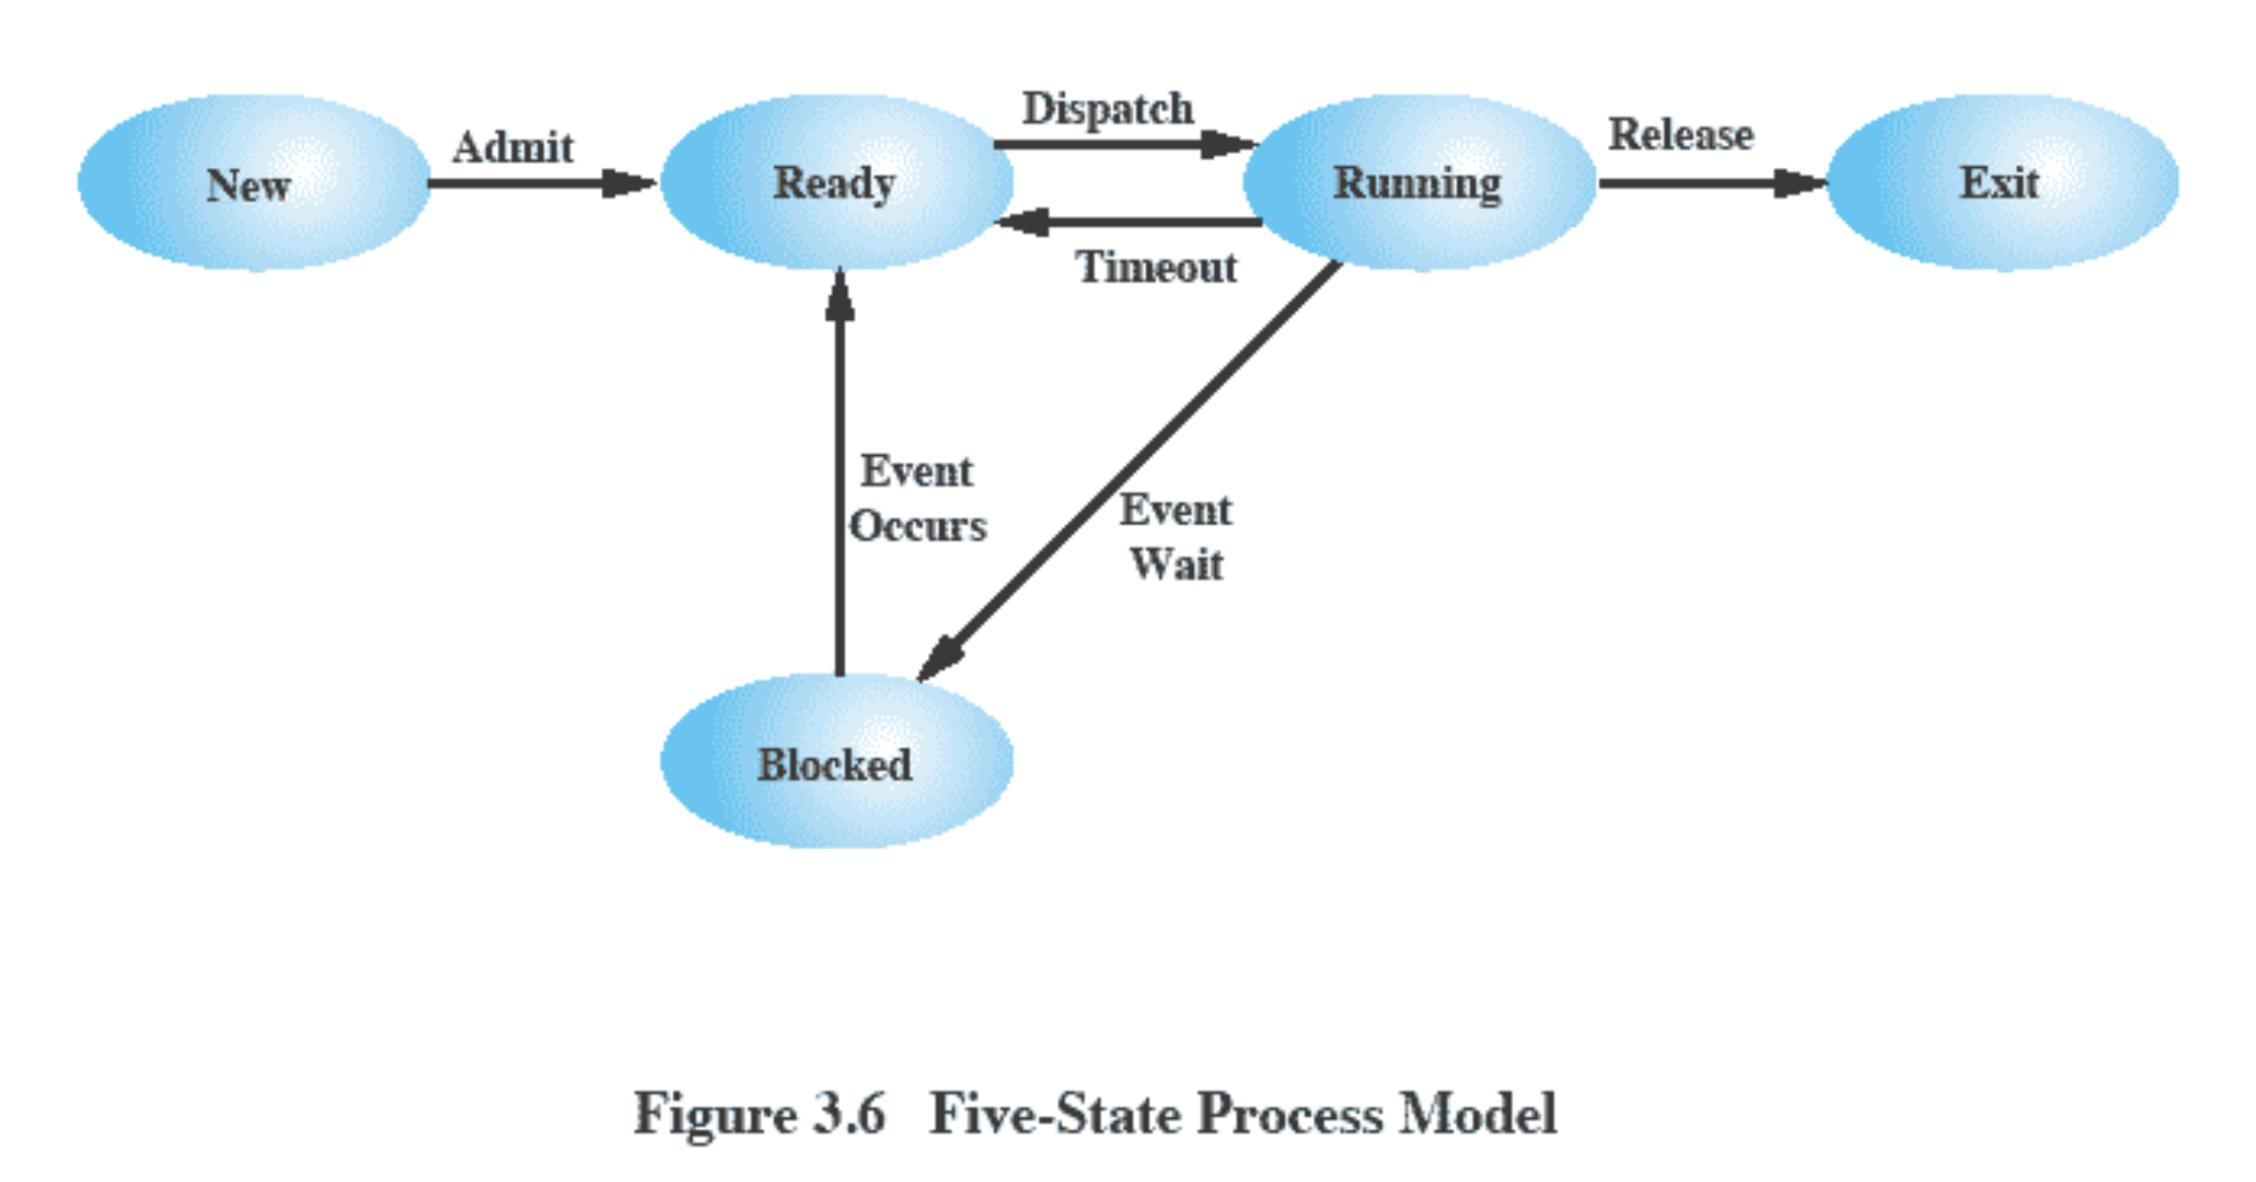 Dispatch
Admit
Release
New
Ready
Running
Exit
Timeout
Event
Occurs
Event
Wait
Blocked
Figure 3.6 Five-State Process Model